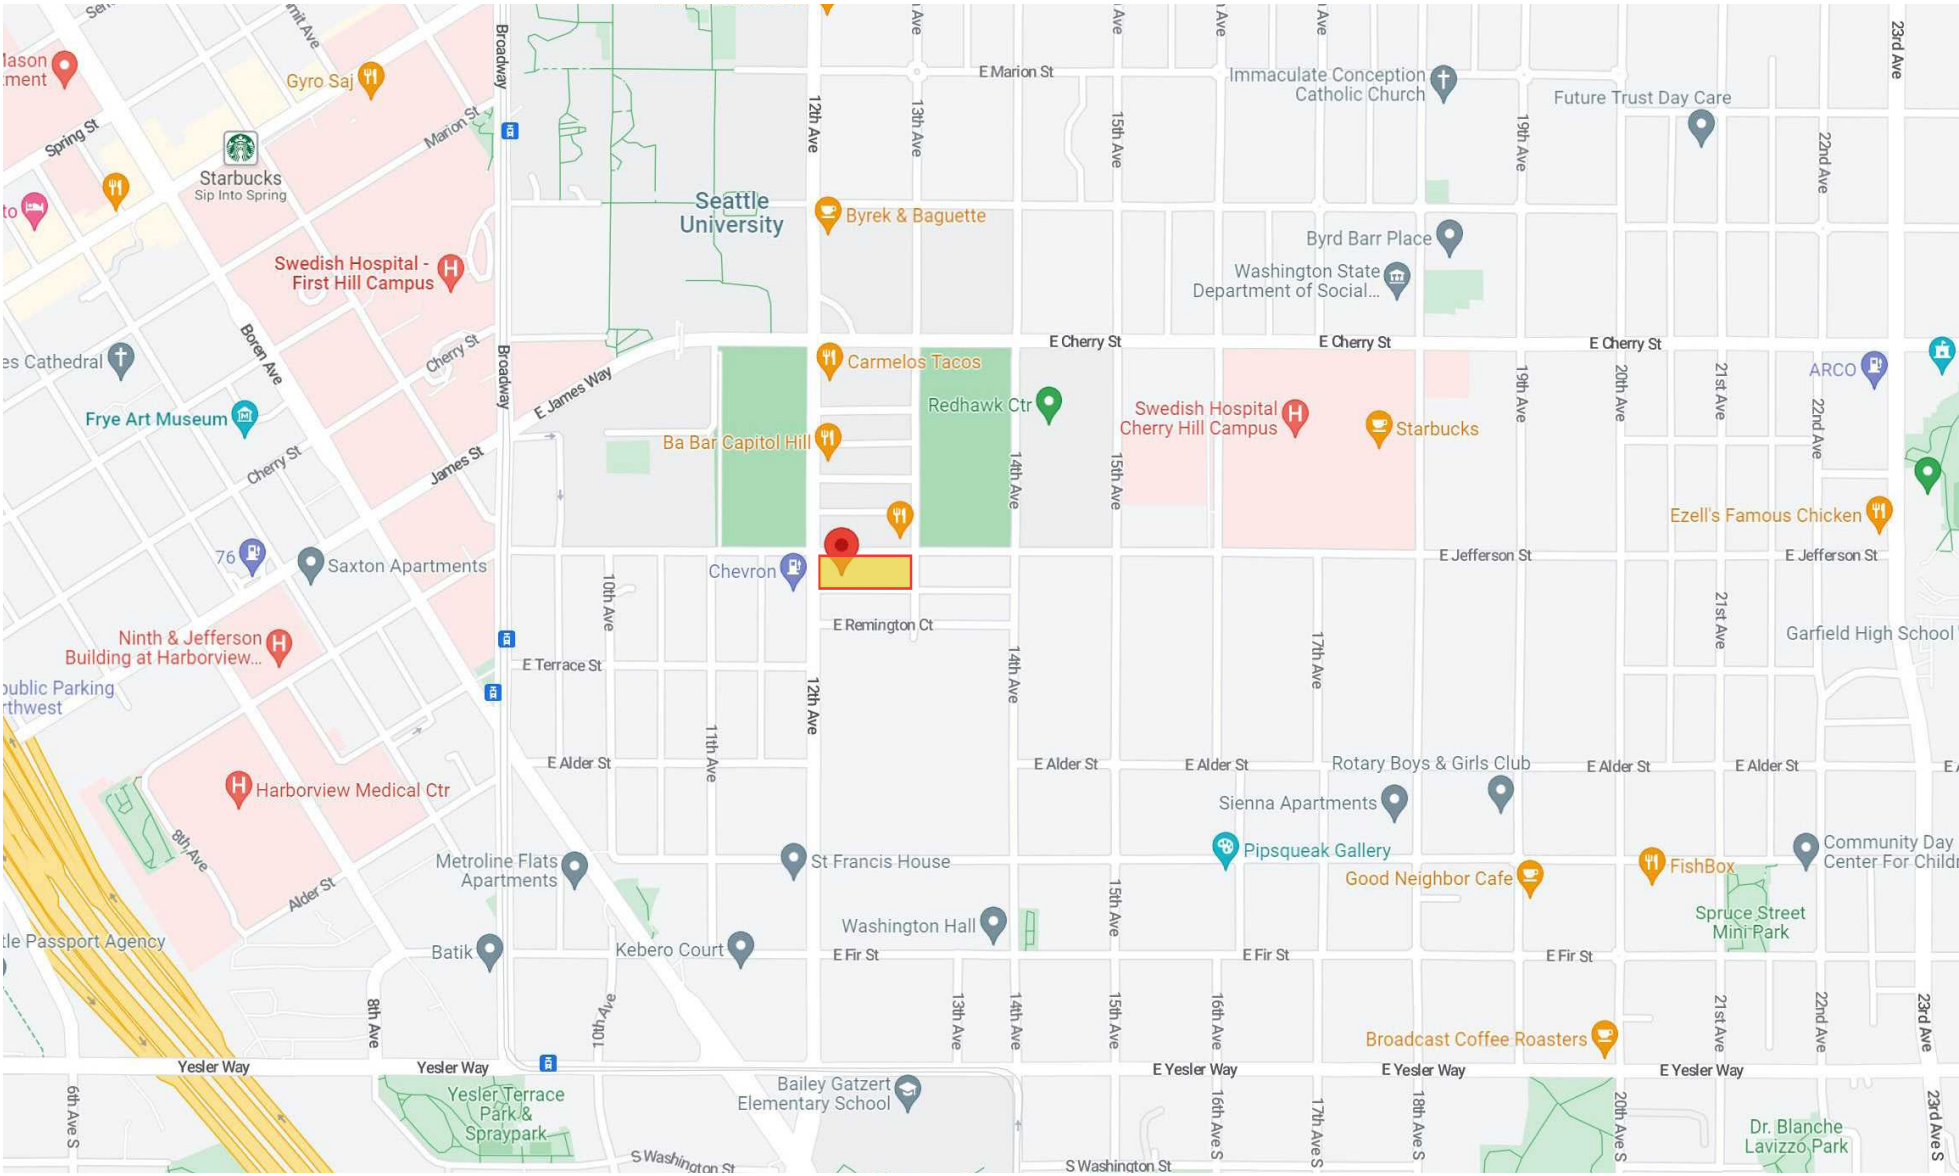 Sen
mit Ave
Broadway
Ave
Ave
Ave
Ave
23rd Ave
Mason
tment
Gyro Saj
E Marion St
Immaculate Conception
Catholic Church
Future Trust Day Care
Spring St
Marion St
12th Ave
13th Ave
15th Ave
19th Ave
22nd Ave
Starbucks
Sip Into Spring
to
Seattle
University
Byrek & Baguette
Byrd Barr Place
Swedish Hospital -
First Hill Campus
Washington State
Department of Social...
Boren Ave
Cherry St
Broadway
E Cherry St
E Cherry St
E Cherry St
es Cathedral
E James Way
Carmelos Tacos
ARCO
Frye Art Museum
Redhawk Ctr
Swedish Hospital
Cherry Hill Campus
Starbucks
19th Ave
20th Ave
21st Ave
22nd Ave
Ba Bar Capitol Hill
Cherry St
James St
14th Ave
15th Ave
Ezell's Famous Chicken
76
Saxton Apartments
Chevron
E Jefferson St
E Jefferson St
10th Ave
E Remington Ct
21st Ave
Garfield High School
Ninth & Jefferson
Building at Harborview...
E Terrace St
14th Ave
17th Ave
public Parking
rthwest
12th Ave
11th Ave
E Alder St
E Alder St
E Alder St
Rotary Boys & Girls Club
E Alder St
E Alder St
E A
Harborview Medical Ctr
Sienna Apartments
8th Ave
Metroline Flats
Apartments
St Francis House
Pipsqueak Gallery
Good Neighbor Cafe
FishBox
Community Day
Center For Childr
Alder St
15th Ave
Spruce Street
Mini Park
tle Passport Agency
Batik
Kebero Court
Washington Hall
E Fir St
E Fir St
E Fir St
8th Ave
10th Ave
13th Ave
14th Ave
15th Ave
16th Ave
21st Ave
22nd Ave
23rd Ave
Broadcast Coffee Roasters
Yesler Way
Yesler Way
E Yesler Way
E Yesler Way
E Yesler Way
6th Ave S
Yesler Terrace
Park &
Spraypark
Bailey Gatzert
Elementary School
16th Ave S
17th Ave S
18th Ave S
20th Ave S
Dr. Blanche
Lavizzo Park
23rd Ave S
S Washington St
S Washington St